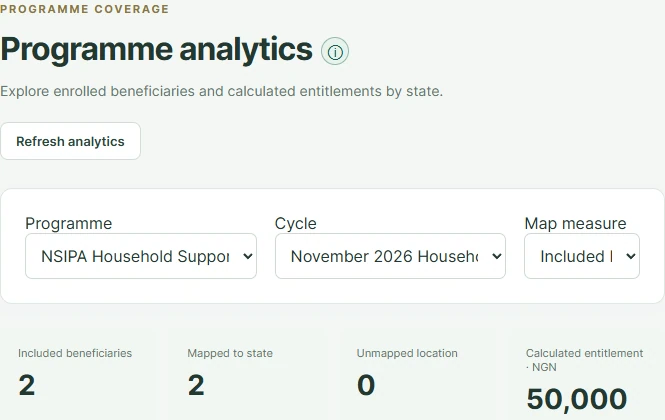 PROGRAMME COVERAGE
Programme analytics
Explore enrolled beneficiaries and calculated entitlements by state.
Refresh analytics
Programme Cycle Map measure
NSIPA Household Suppor November 2026 Househo Included
Included beneficiaries Mapped to state Unmapped location Calculated entitlement
· NGN
2 2 0 50,000